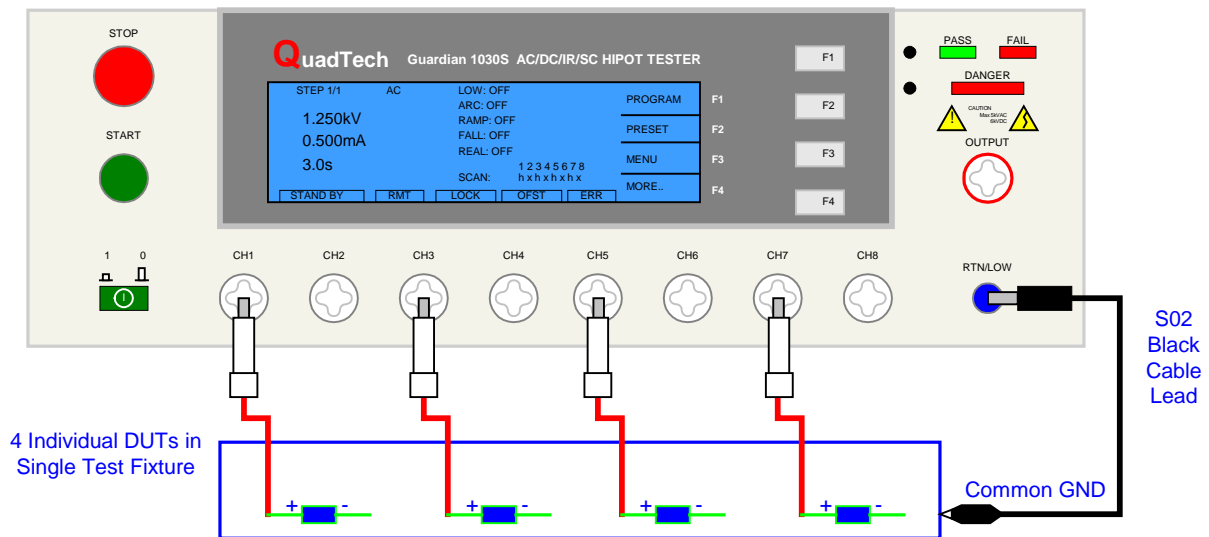 STOP
START
1 0
QuadTech Guardian 1030S AC/DC/IR/SC HIPOT TESTER
STEP 1/1 AC LOW: OFF
ARC: OFF
1.250kV RAMP: OFF
0.500mA FALL: OFF
REAL: OFF
3.0s 1 2 3 4 5 6 7 8
SCAN: h x h x h x h x
STAND BY RMT LOCK OFST ERR
PROGRAM F1
PRESET F2
MENU F3
MORE.. F4
F1
F2
F3
F4
PASS FAIL
DANGER
CAUTION
Max 5kVAC
6kVDC
OUTPUT
CH1 CH2 CH3 CH4 CH5 CH6 CH7 CH8
RTN/LOW
S02
Black
Cable
Lead
4 Individual DUTs in
Single Test Fixture
Common GND
+ - + - + - + -